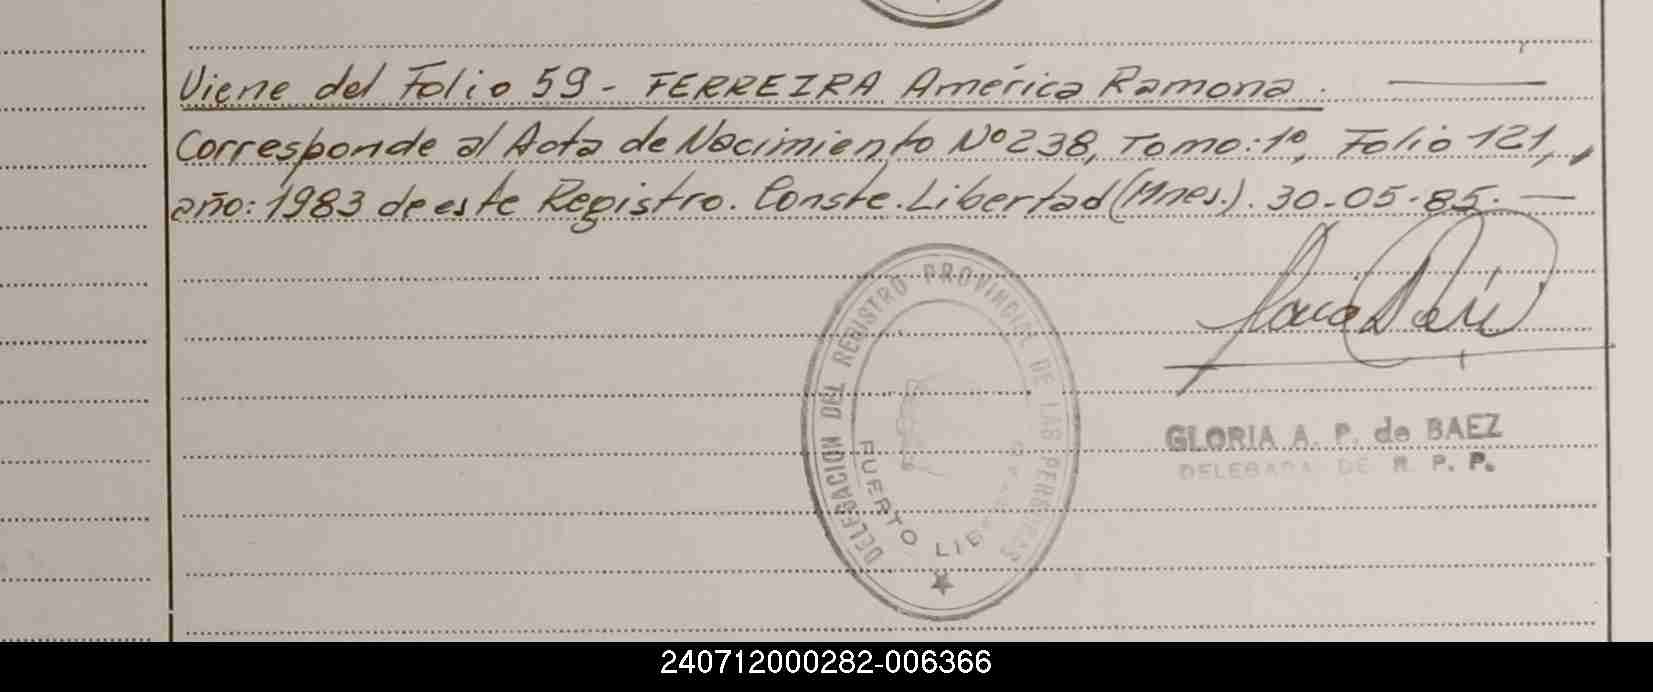 Viene del Folio 59 - FERREIRA América Ramona.
Corresponde al Acta de Nacimiento Nº 238, Tomo: 1º, Folio 121,
año: 1983 de este Registro. Conste. Libertad (Mnes.). 30-05-85.
DELEGACION DEL REGISTRO PROVINCIAL DE LAS PERSONAS
PUERTO LIBERTAD
GLORIA A. P. de BAEZ
DELEGADA DE R. P. P.
240712000282-006366